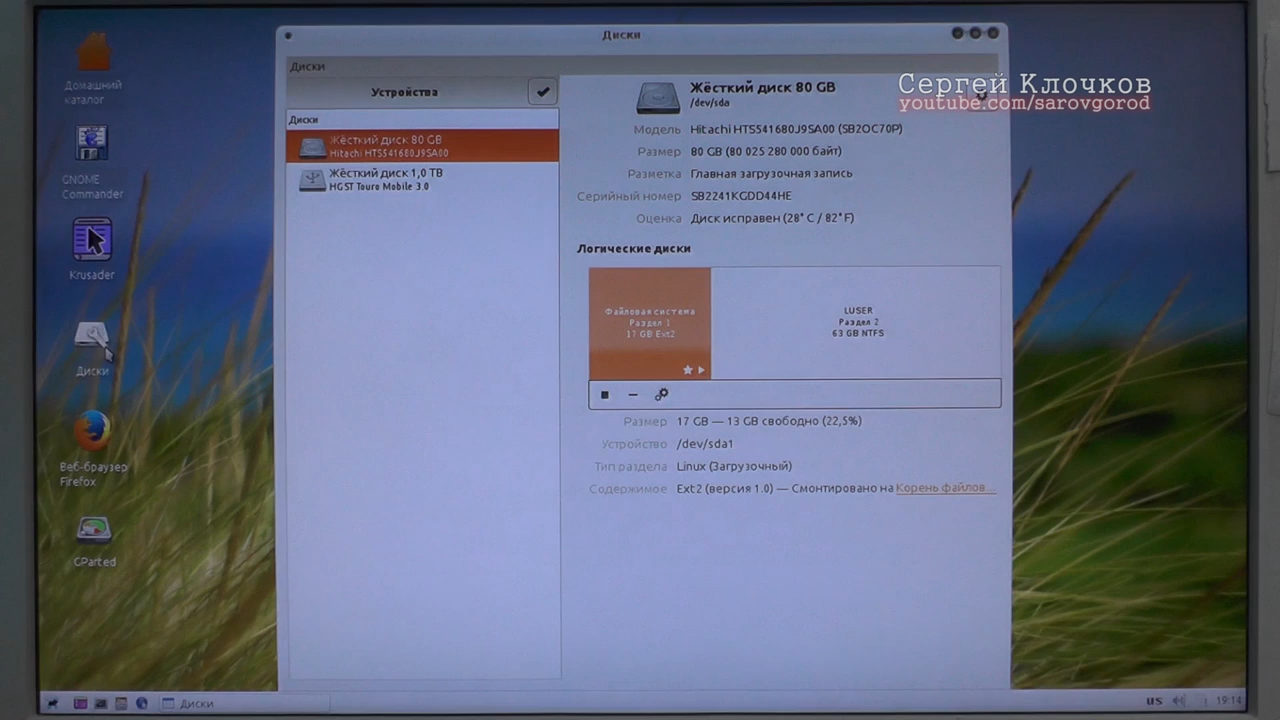 Домашний
каталог
GNOME
Commander
Krusader
Диски
Веб-браузер
Firefox
GParted
Диски
Диски
Устройства
Диски
Жёсткий диск 80 GB
Hitachi HTS541680J9SA00
Жёсткий диск 1,0 TB
HGST Touro Mobile 3.0
Жёсткий диск 80 GB
/dev/sda
Сергей Клочков
youtube.com/sarovgorod
Модель Hitachi HTS541680J9SA00 (SB2OC70P)
Размер 80 GB (80 025 280 000 байт)
Разметка Главная загрузочная запись
Серийный номер SB2241KGDD44HE
Оценка Диск исправен (28° C / 82° F)
Логические диски
Файловая система
Раздел 1
17 GB Ext2
LUSER
Раздел 2
63 GB NTFS
Размер 17 GB — 13 GB свободно (22,5%)
Устройство /dev/sda1
Тип раздела Linux (Загрузочный)
Содержимое Ext2 (версия 1.0) — Смонтировано на Корень файлов...
Диски
us
19:14